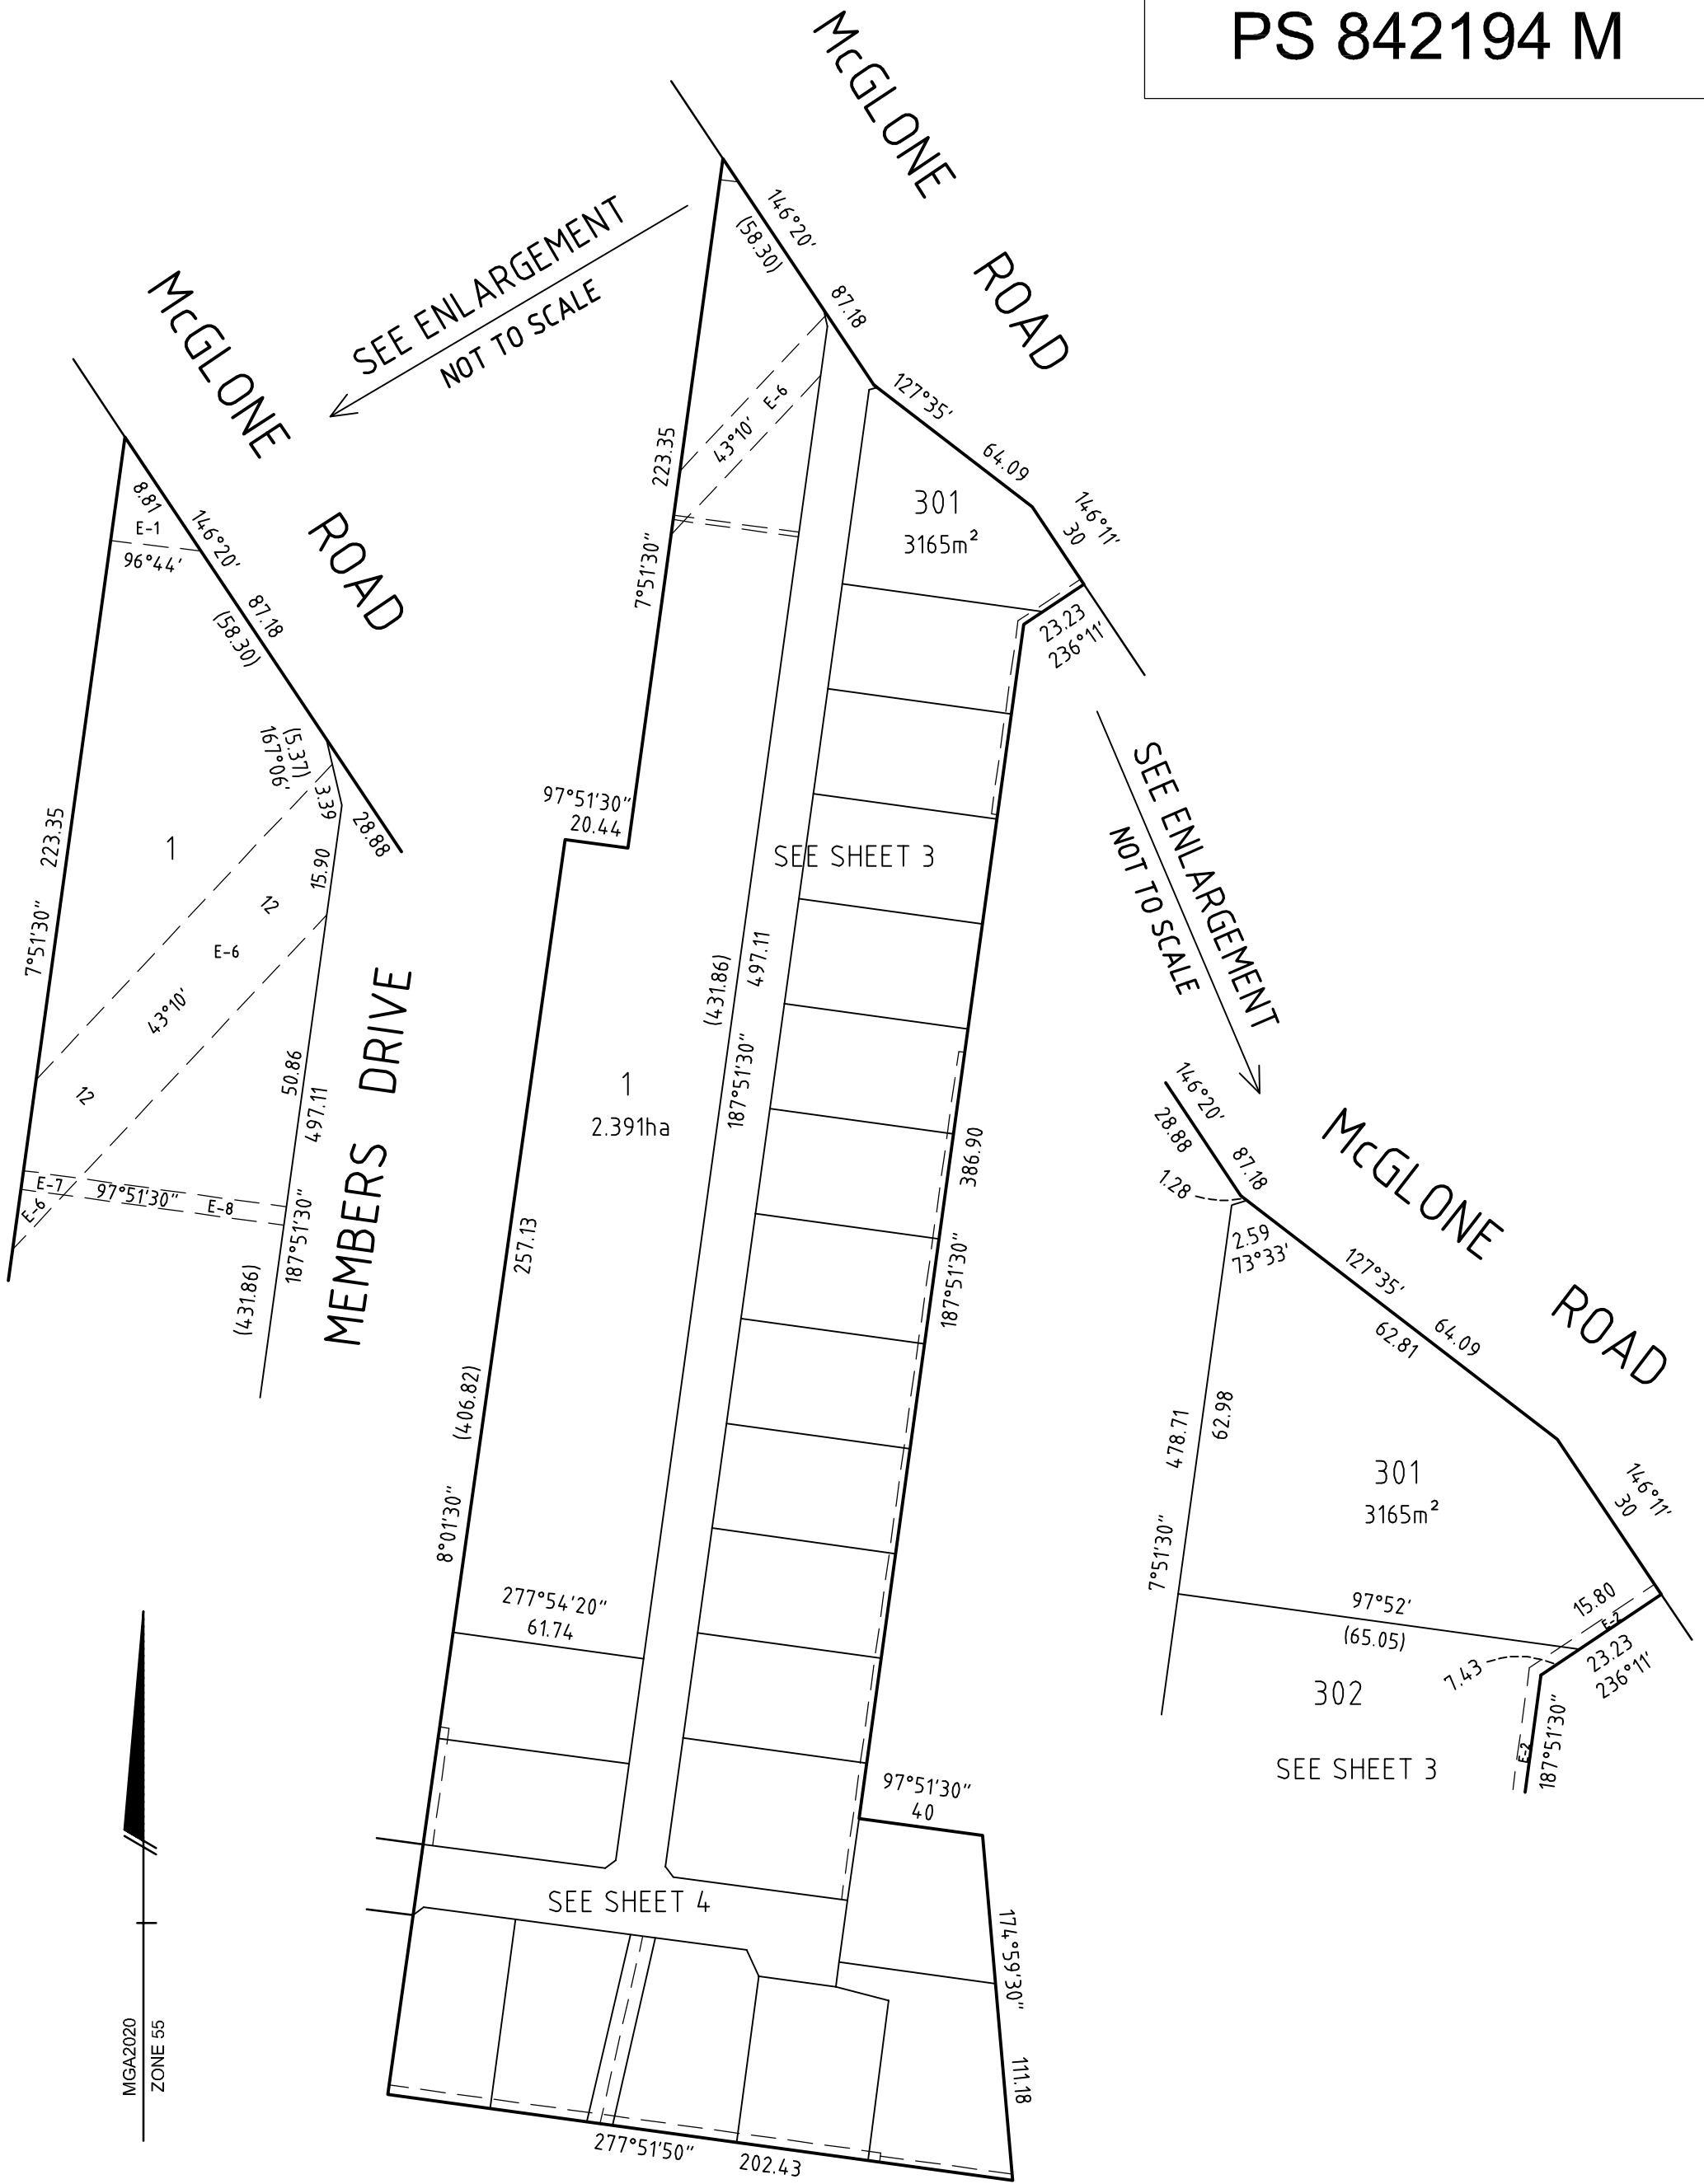 PS 842194 M
McGLONE
ROAD
146°20'
(58.30)
87.18
SEE ENLARGEMENT
NOT TO SCALE
127°35'
64.09
146°11'
30
301
3165m²
23.23
236°11'
E-6
43°10'
223.35
7°51'30"
97°51'30"
20.44
SEE SHEET 3
(431.86)
497.11
187°51'30"
1
2.391ha
386.90
187°51'30"
257.13
(406.82)
8°01'30"
277°54'20"
61.74
97°51'30"
40
SEE SHEET 4
174°59'30"
111.18
277°51'50"
202.43
McGLONE
ROAD
8.81
E-1
96°44'
146°20'
87.18
(58.30)
(5.37)
167°06'
3.39
28.88
15.90
1
12
E-6
43°10'
12
223.35
7°51'30"
50.86
497.11
E-7
97°51'30"
E-8
E-6
187°51'30"
(431.86)
MEMBERS DRIVE
SEE ENLARGEMENT
NOT TO SCALE
McGLONE
ROAD
146°20'
28.88
87.18
1.28
2.59
73°33'
127°35'
64.09
62.81
478.71
62.98
7°51'30"
301
3165m²
146°11'
30
97°52'
(65.05)
15.80
E-2
23.23
236°11'
7.43
302
E-2
187°51'30"
SEE SHEET 3
MGA2020
ZONE 55